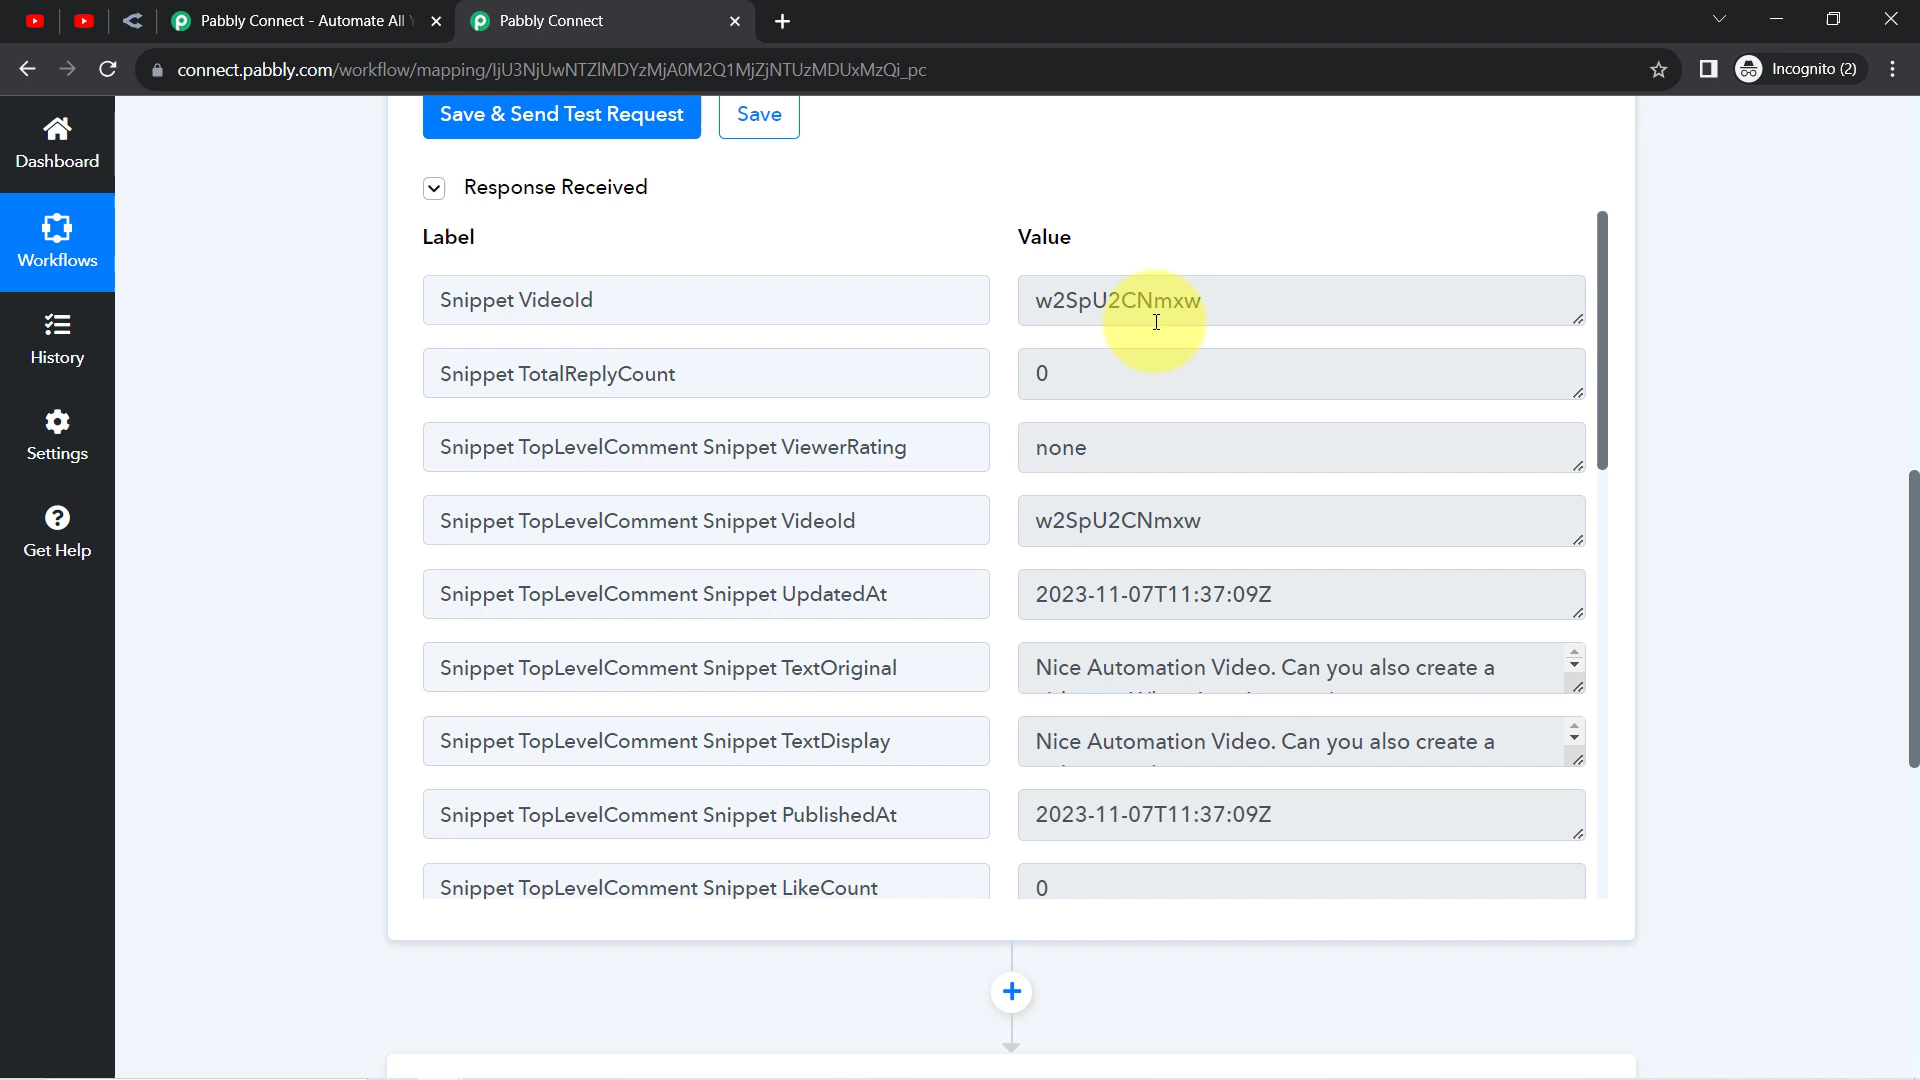 Pabbly Connect - Automate All
Pabbly Connect
connect.pabbly.com/workflow/mapping/IjU3NjUwNTZlMDYzMjA0M2Q1MjZjNTUzMDUxMzQi_pc
Incognito (2)
Dashboard
Workflows
History
Settings
Get Help
Save & Send Test Request
Save
Response Received
Label
Value
Snippet VideoId
w2SpU2CNmxw
Snippet TotalReplyCount
0
Snippet TopLevelComment Snippet ViewerRating
none
Snippet TopLevelComment Snippet VideoId
w2SpU2CNmxw
Snippet TopLevelComment Snippet UpdatedAt
2023-11-07T11:37:09Z
Snippet TopLevelComment Snippet TextOriginal
Nice Automation Video. Can you also create a
Snippet TopLevelComment Snippet TextDisplay
Nice Automation Video. Can you also create a
Snippet TopLevelComment Snippet PublishedAt
2023-11-07T11:37:09Z
Snippet TopLevelComment Snippet LikeCount
0